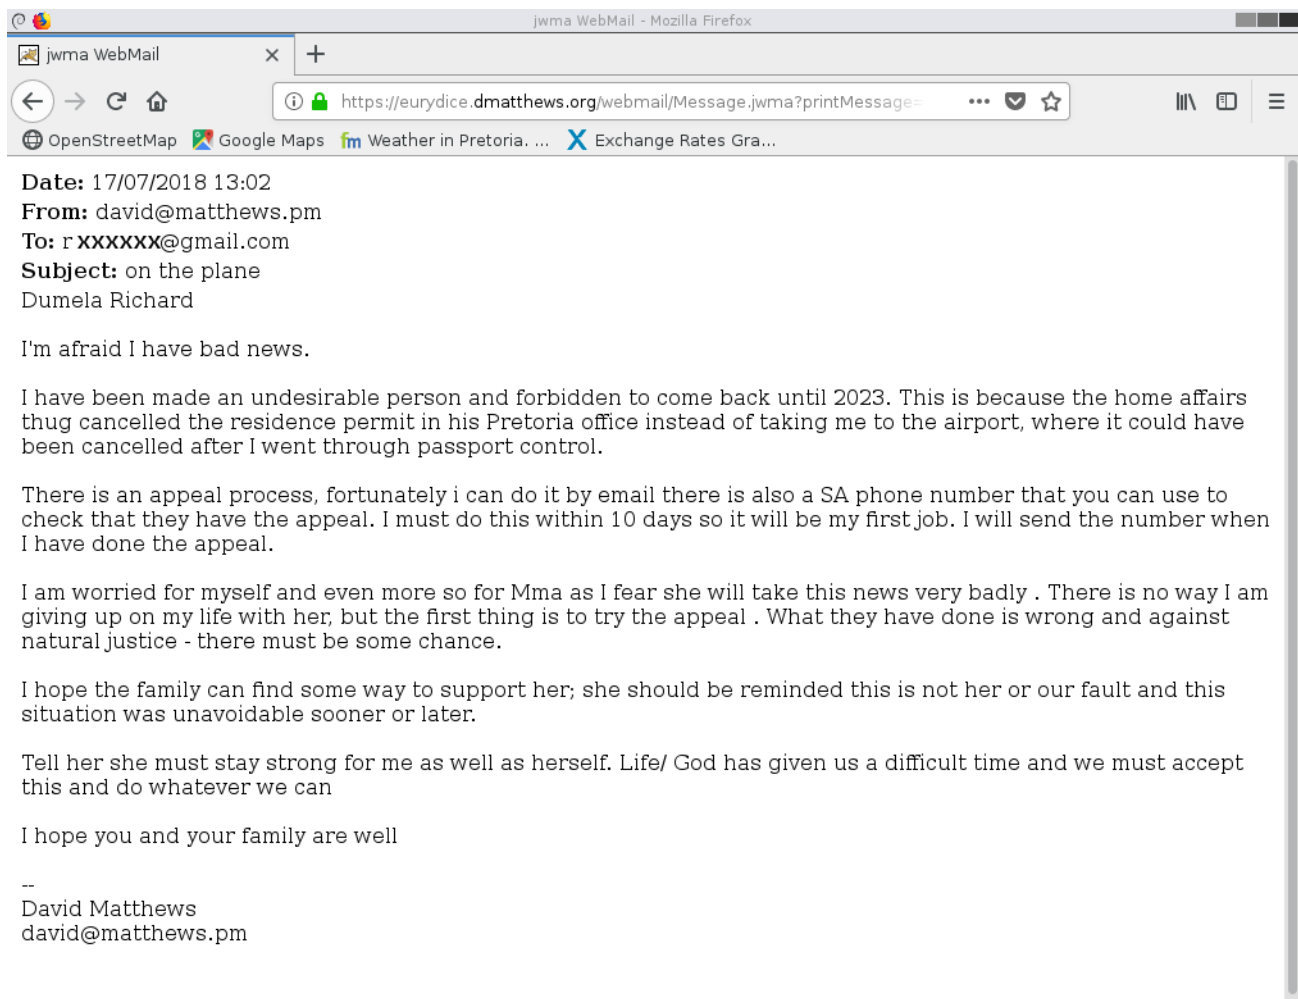 jwma WebMail - Mozilla Firefox
jwma WebMail
https://eurydice.dmatthews.org/webmail/Message.jwma?printMessage=
OpenStreetMap Google Maps fm Weather in Pretoria. ... X Exchange Rates Gra...
Date: 17/07/2018 13:02
From: david@matthews.pm
To: r xxxxxx@gmail.com
Subject: on the plane
Dumela Richard
I'm afraid I have bad news.
I have been made an undesirable person and forbidden to come back until 2023. This is because the home affairs
thug cancelled the residence permit in his Pretoria office instead of taking me to the airport, where it could have
been cancelled after I went through passport control.
There is an appeal process, fortunately i can do it by email there is also a SA phone number that you can use to
check that they have the appeal. I must do this within 10 days so it will be my first job. I will send the number when
I have done the appeal.
I am worried for myself and even more so for Mma as I fear she will take this news very badly . There is no way I am
giving up on my life with her, but the first thing is to try the appeal . What they have done is wrong and against
natural justice - there must be some chance.
I hope the family can find some way to support her; she should be reminded this is not her or our fault and this
situation was unavoidable sooner or later.
Tell her she must stay strong for me as well as herself. Life/ God has given us a difficult time and we must accept
this and do whatever we can
I hope you and your family are well
--
David Matthews
david@matthews.pm